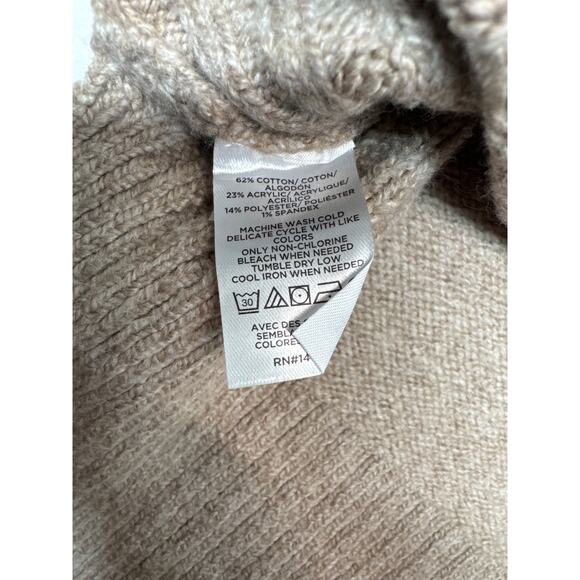 62% COTTON/ COTON/
ALGODÓN
23% ACRYLIC/ ACRYLIQUE/
ACRÍLICO
14% POLYESTER/ POLIÉSTER
1% SPANDEX
MACHINE WASH COLD
DELICATE CYCLE WITH LIKE
COLORS
ONLY NON-CHLORINE
BLEACH WHEN NEEDED
TUMBLE DRY LOW
COOL IRON WHEN NEEDED
30
AVEC DES
RN#14